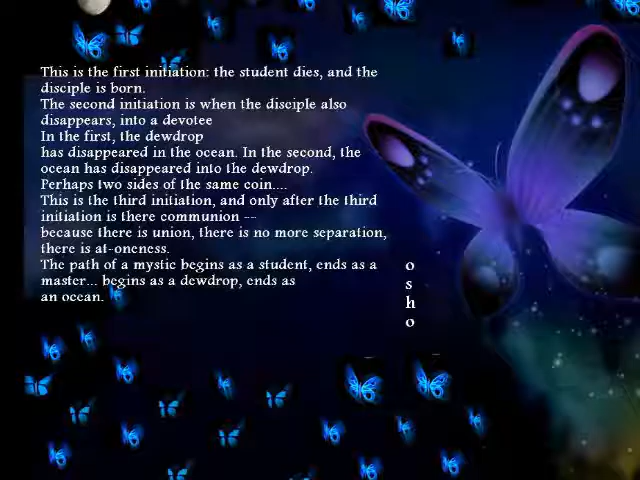 This is the first initiation: the student dies, and the
disciple is born.
The second initiation is when the disciple also
disappears, into a devotee
In the first, the dewdrop
has disappeared in the ocean. In the second, the
ocean has disappeared into the dewdrop.
Perhaps two sides of the same coin....
This is the third initiation, and only after the third
initiation is there communion --
because there is union, there is no more separation,
there is at-oneness.
The path of a mystic begins as a student, ends as a
master... begins as a dewdrop, ends as
an ocean.
o
s
h
o